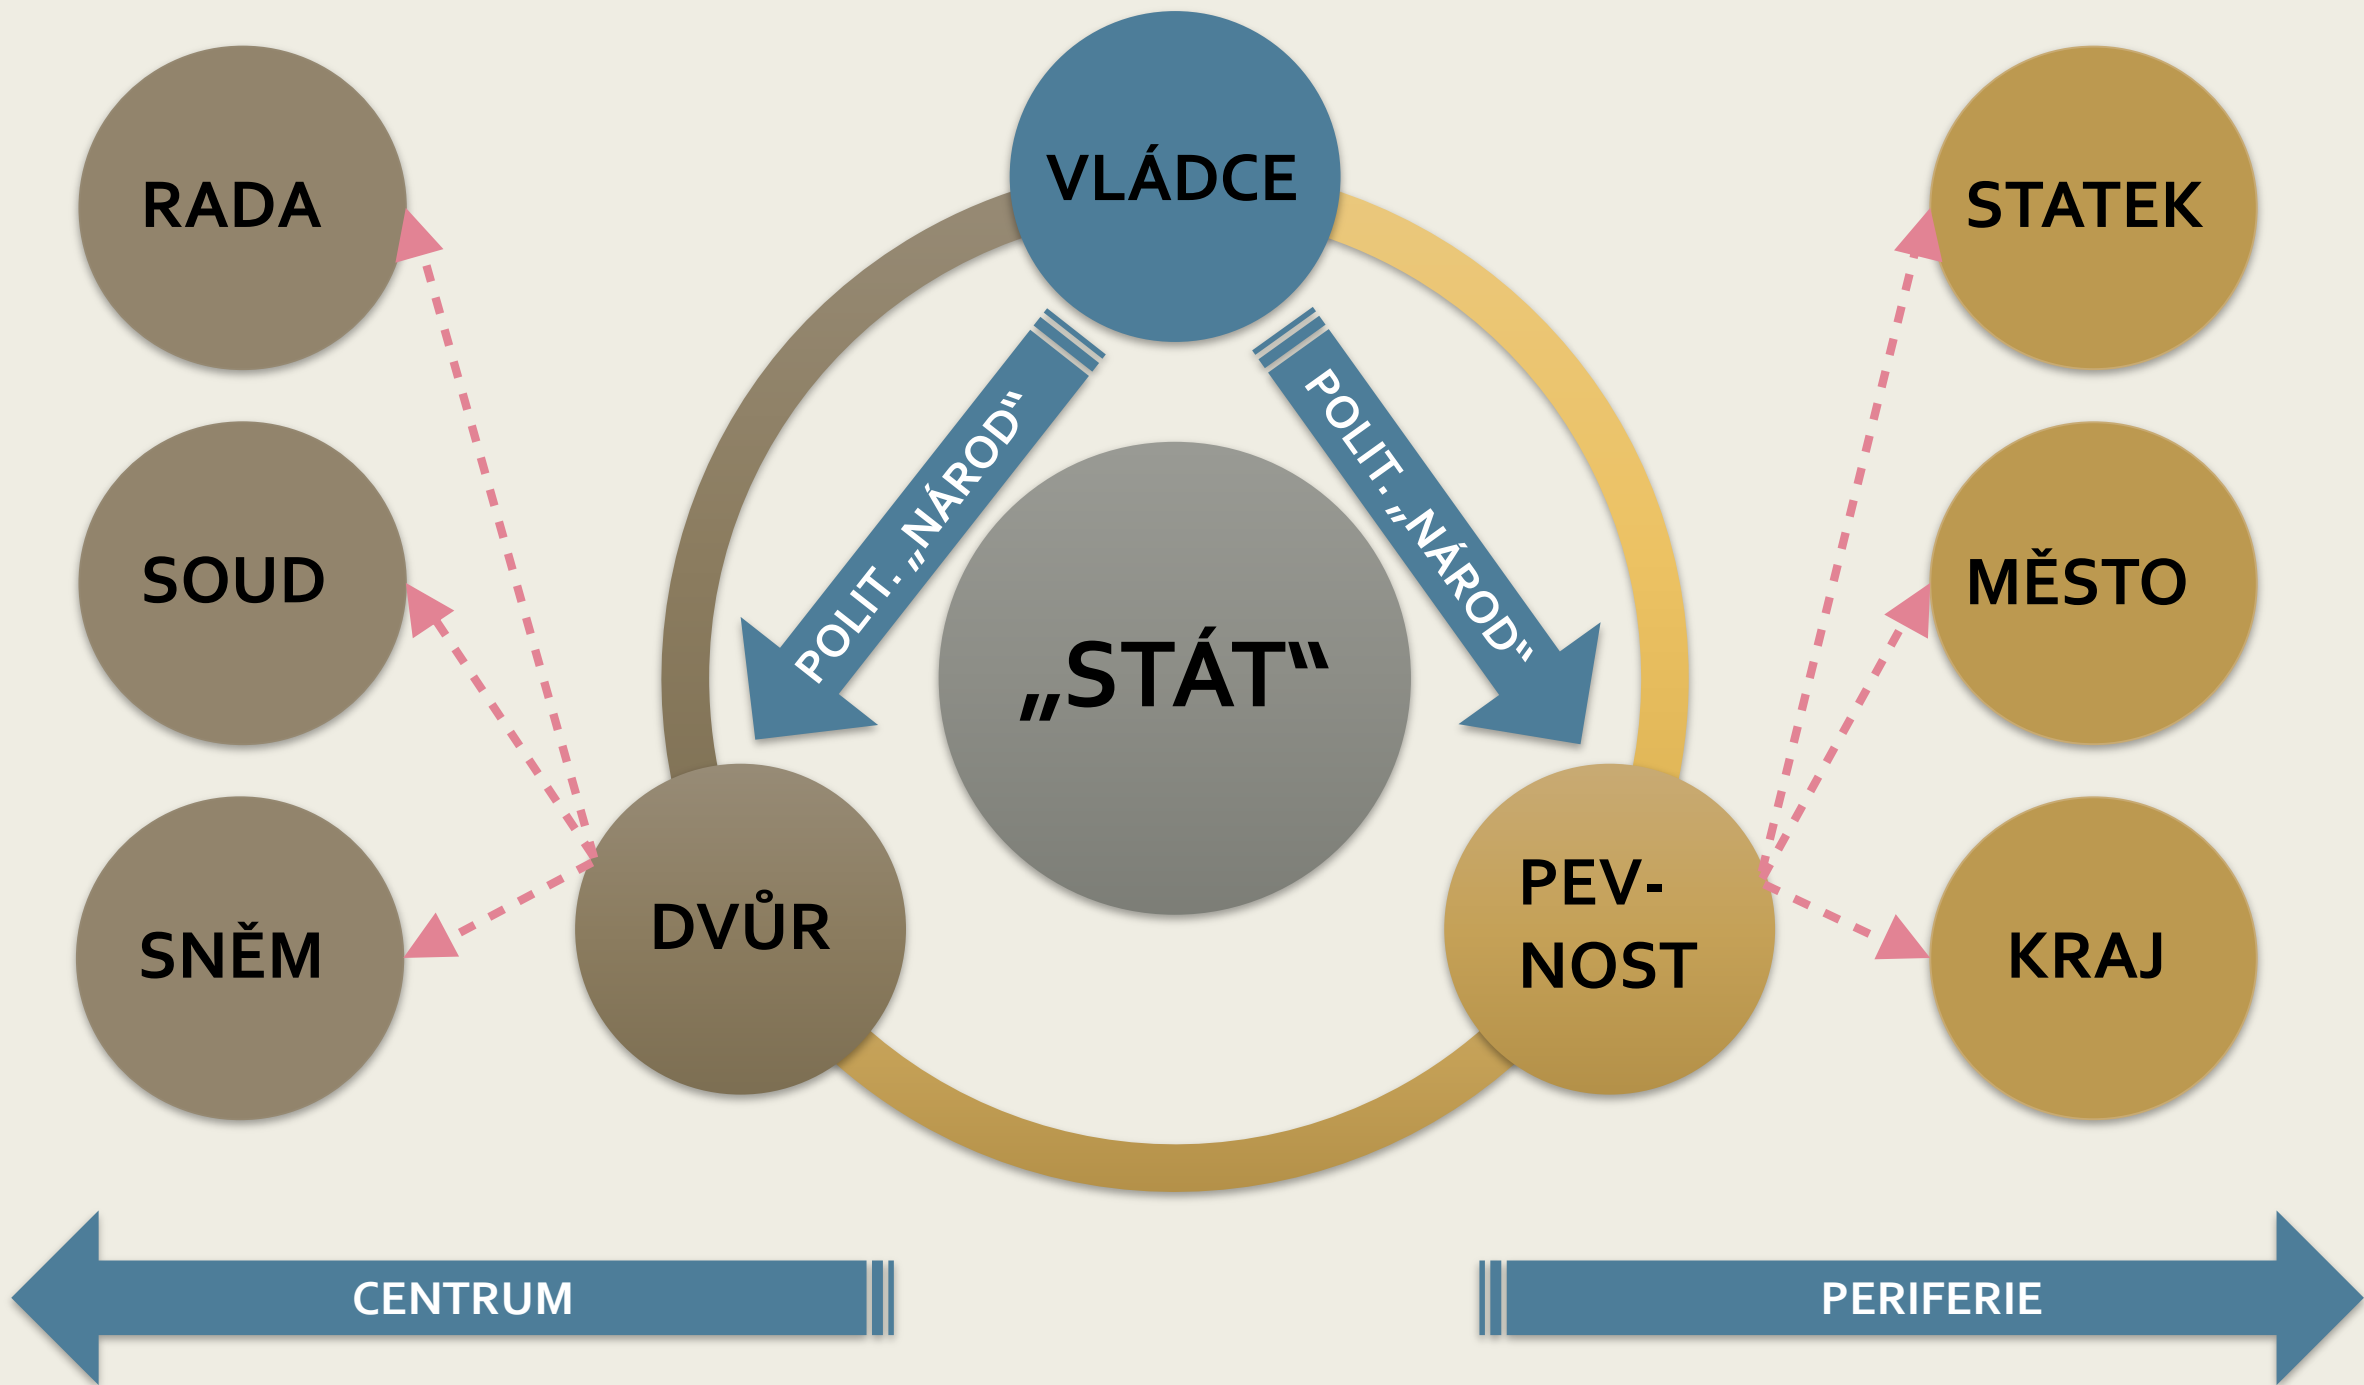 VLÁDCE
RADA
STATEK
POLIT. „NÁROD“
POLIT. „NÁROD“
SOUD
MĚSTO
„STÁT“
SNĚM
DVŮR
PEV-
NOST
KRAJ
CENTRUM
PERIFERIE